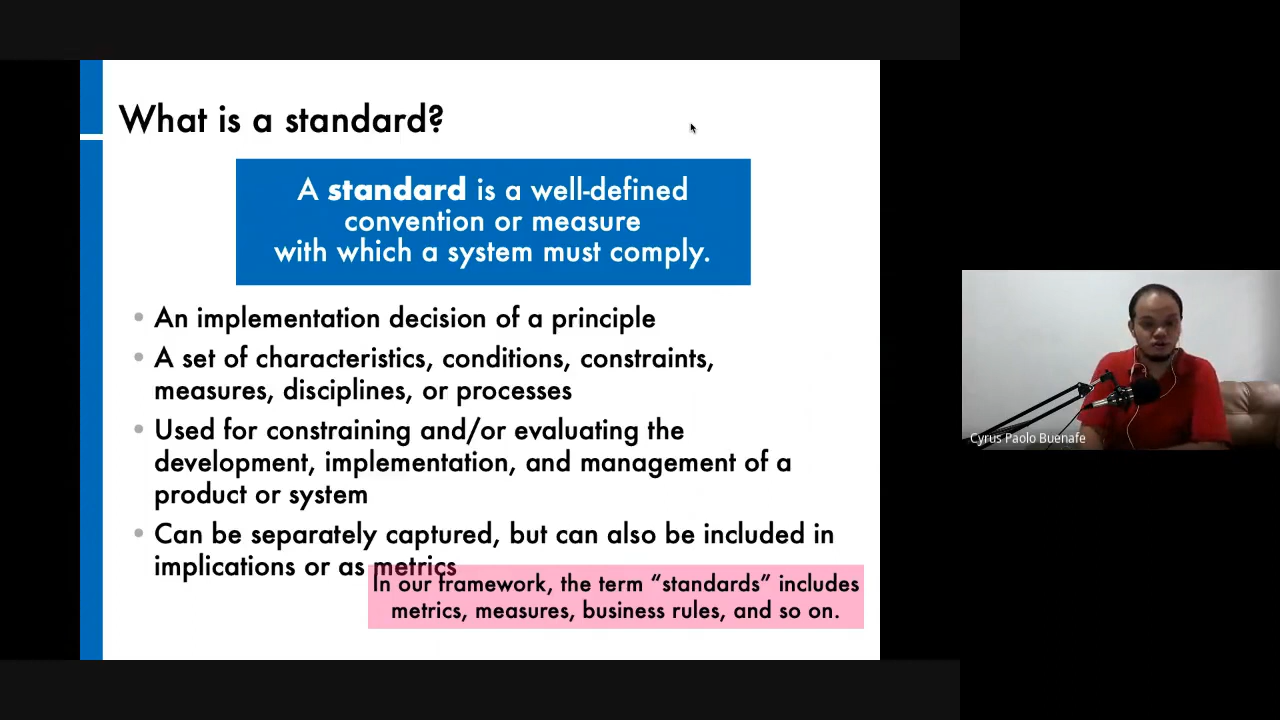 What is a standard?
A standard is a well-defined
convention or measure
with which a system must comply.
An implementation decision of a principle
A set of characteristics, conditions, constraints,
measures, disciplines, or processes
Used for constraining and/or evaluating the
development, implementation, and management of a
product or system
Can be separately captured, but can also be included in
implications or as metrics
In our framework, the term “standards” includes
metrics, measures, business rules, and so on.
Cyrus Paolo Buenafe